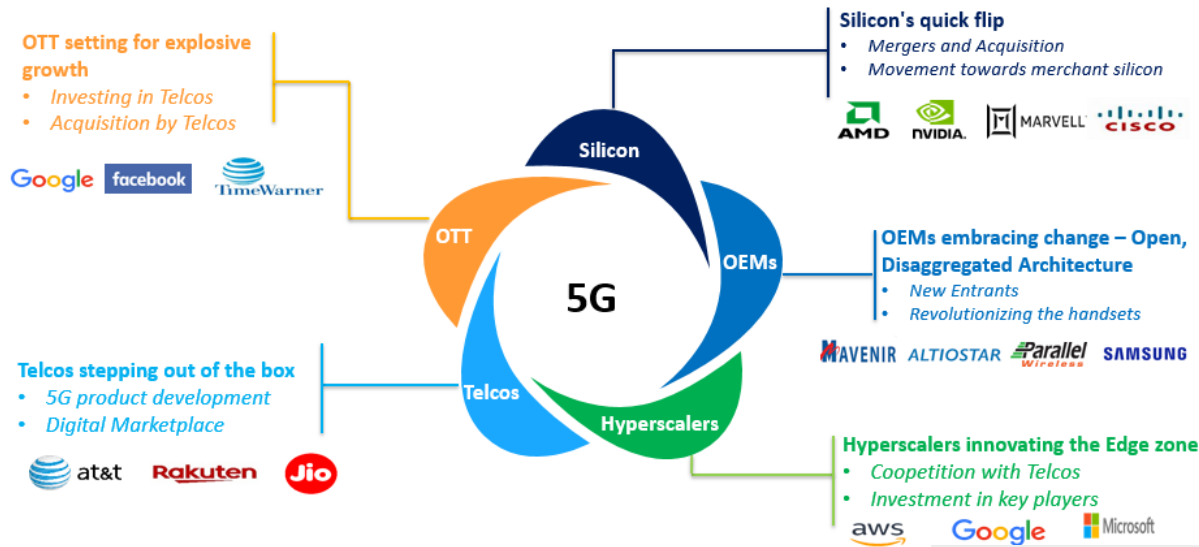 OTT setting for explosive
growth
• Investing in Telcos
• Acquisition by Telcos
Google facebook TimeWarner
Silicon's quick flip
• Mergers and Acquisition
• Movement towards merchant silicon
AMD NVIDIA. MARVELL CISCO
Silicon
OTT
OEMs
5G
Telcos
Hyperscalers
OEMs embracing change – Open,
Disaggregated Architecture
• New Entrants
• Revolutionizing the handsets
MAVENIR ALTIOSTAR Parallel Wireless SAMSUNG
Telcos stepping out of the box
• 5G product development
• Digital Marketplace
at&t Rakuten Jio
Hyperscalers innovating the Edge zone
• Coopetition with Telcos
• Investment in key players
aws Google Microsoft